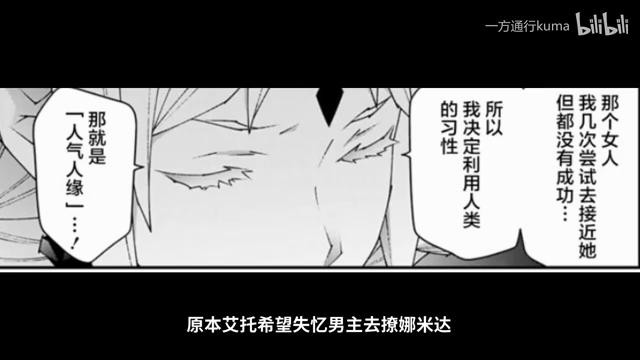 一方通行kuma bilibili
那个女人
我几次尝试去接近她
但都没有成功…
所以
我决定利用人类
的习性
那就是
「人气人缘」…！
原本艾托希望失忆男主去撩娜米达